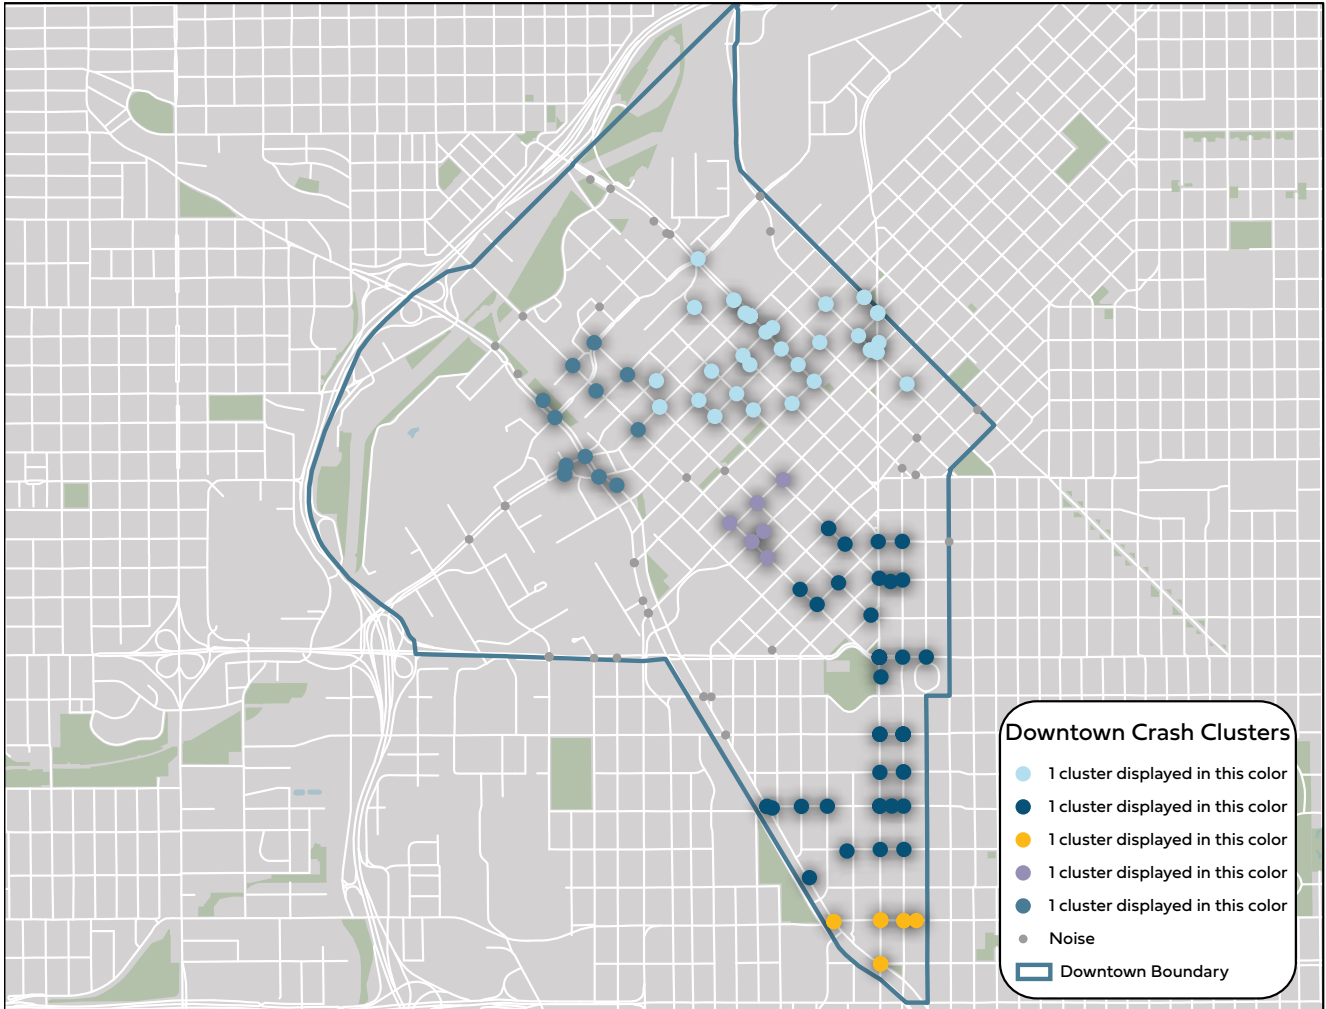 Downtown Crash Clusters
1 cluster displayed in this color
1 cluster displayed in this color
1 cluster displayed in this color
1 cluster displayed in this color
1 cluster displayed in this color
Noise
Downtown Boundary